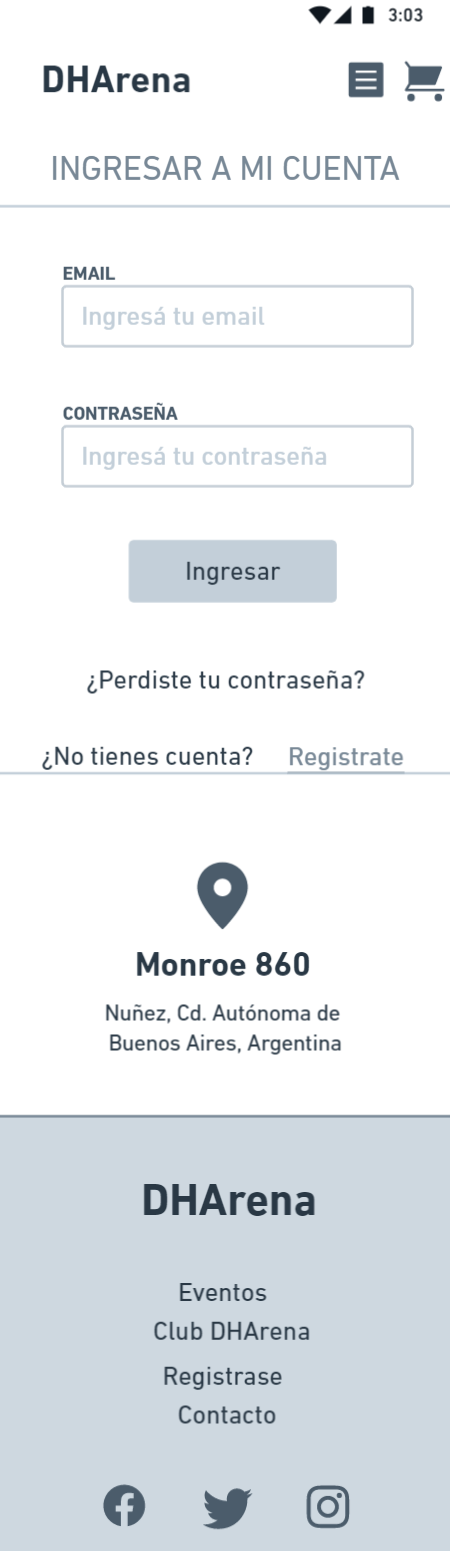 3:03
DHArena
INGRESAR A MI CUENTA
EMAIL
Ingresá tu email
CONTRASEÑA
Ingresá tu contraseña
Ingresar
¿Perdiste tu contraseña?
¿No tienes cuenta? Registrate
Monroe 860
Nuñez, Cd. Autónoma de
Buenos Aires, Argentina
DHArena
Eventos
Club DHArena
Registrase
Contacto